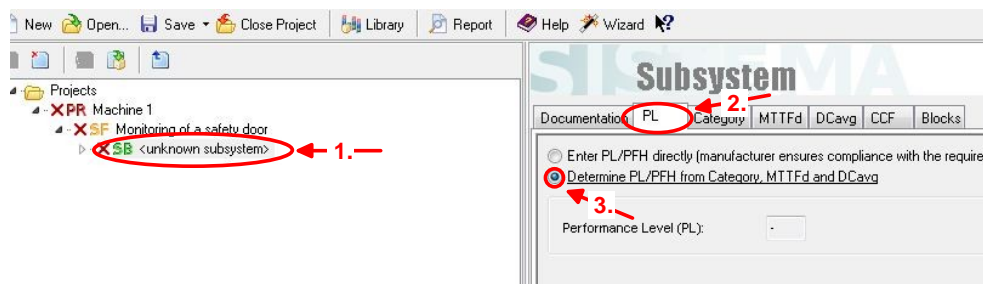 New Open... Save Close Project Library Report Help Wizard
SISTEMA
Subsystem
Projects
PR Machine 1
SF Monitoring of a safety door
SB <unknown subsystem>
1.
2.
Documentation PL Category MTTFd DCavg CCF Blocks
Enter PL/PFH directly (manufacturer ensures compliance with the require
Determine PL/PFH from Category, MTTFd and DCavg
3.
Performance Level (PL): -